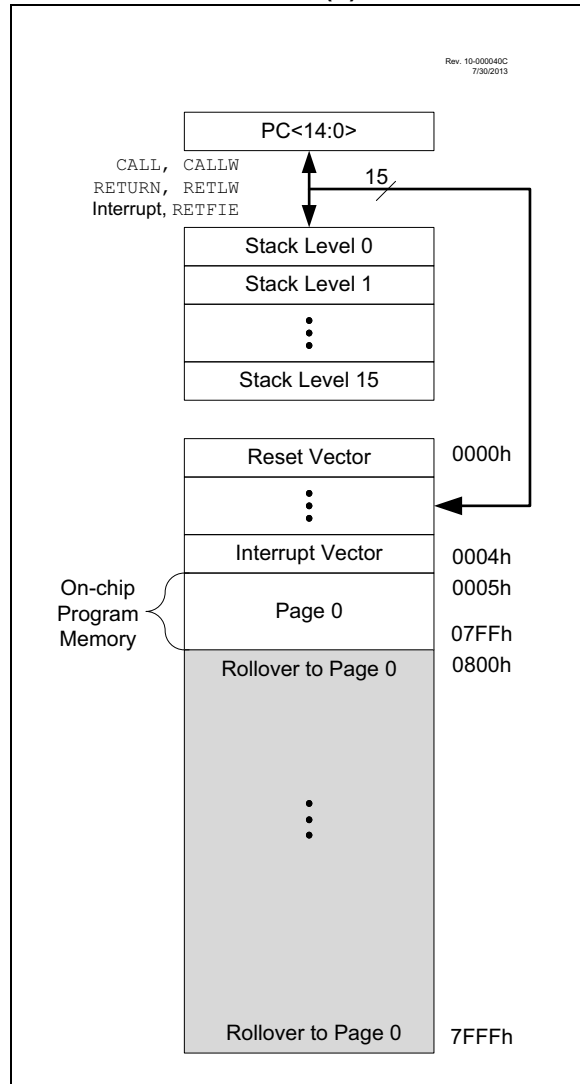 Rev. 10-000040C
7/30/2013
PC<14:0>
CALL, CALLW
RETURN, RETLW
Interrupt, RETFIE
15
Stack Level 0
Stack Level 1
Stack Level 15
Reset Vector
0000h
Interrupt Vector
0004h
On-chip
Program
Memory
Page 0
0005h
07FFh
Rollover to Page 0
0800h
Rollover to Page 0
7FFFh